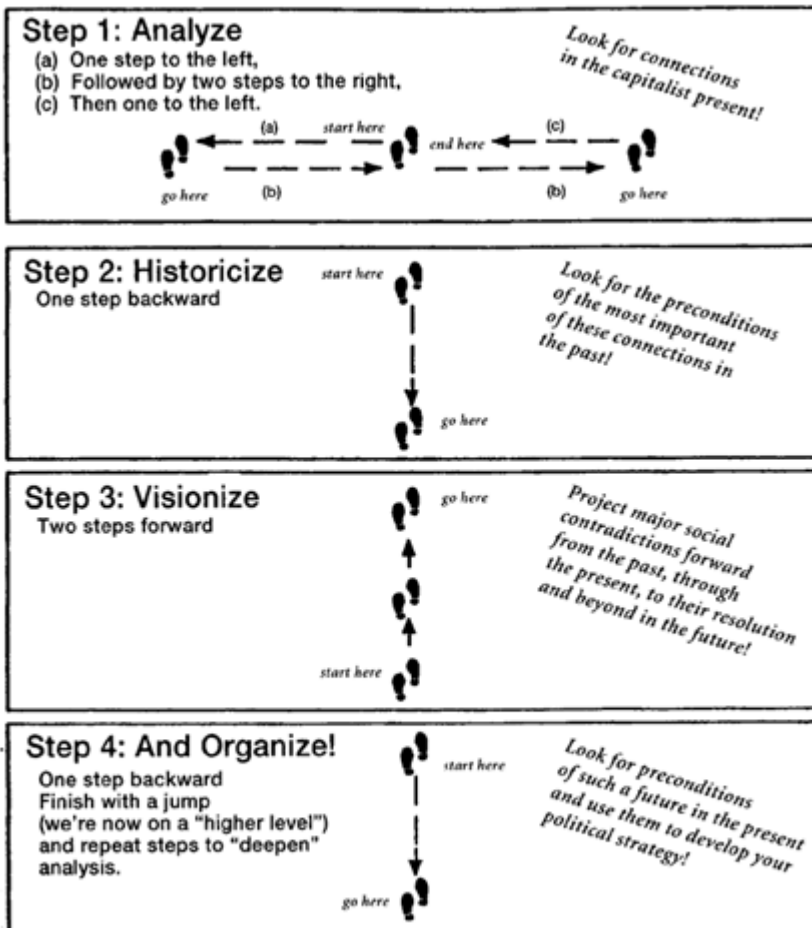 Step 1: Analyze
(a) One step to the left,
(b) Followed by two steps to the right,
(c) Then one to the left.
Look for connections
in the capitalist present!
(a)
start here
end here
(c)
go here
(b)
(b)
go here
Step 2: Historicize
One step backward
start here
go here
Look for the preconditions
of the most important
of these connections in
the past!
Step 3: Visionize
Two steps forward
go here
start here
Project major social
contradictions forward
from the past, through
the present, to their resolution
and beyond in the future!
Step 4: And Organize!
One step backward
Finish with a jump
(we're now on a "higher level")
and repeat steps to "deepen"
analysis.
start here
go here
Look for preconditions
of such a future in the present
and use them to develop your
political strategy!